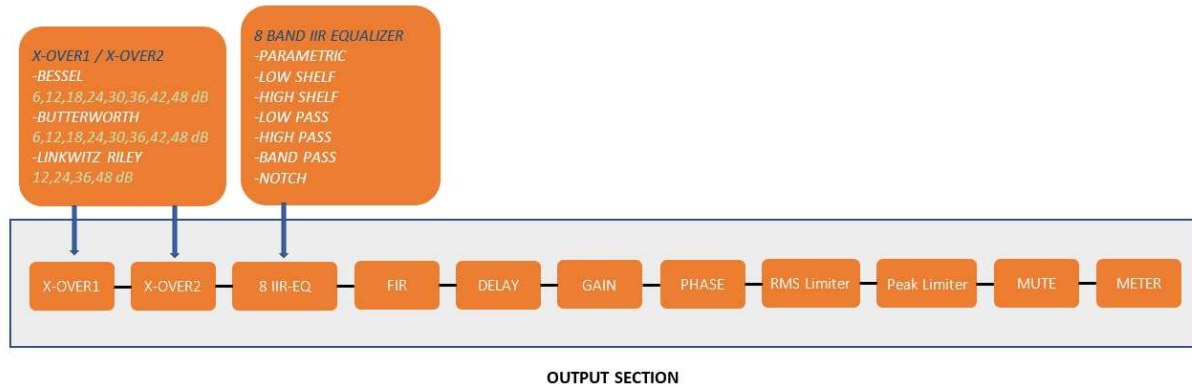 X-OVER1 / X-OVER2
-BESSEL
6,12,18,24,30,36,42,48 dB
-BUTTERWORTH
6,12,18,24,30,36,42,48 dB
-LINKWITZ RILEY
12,24,36,48 dB
8 BAND IIR EQUALIZER
-PARAMETRIC
-LOW SHELF
-HIGH SHELF
-LOW PASS
-HIGH PASS
-BAND PASS
-NOTCH
X-OVER1
X-OVER2
8 IIR-EQ
FIR
DELAY
GAIN
PHASE
RMS Limiter
Peak Limiter
MUTE
METER
OUTPUT SECTION